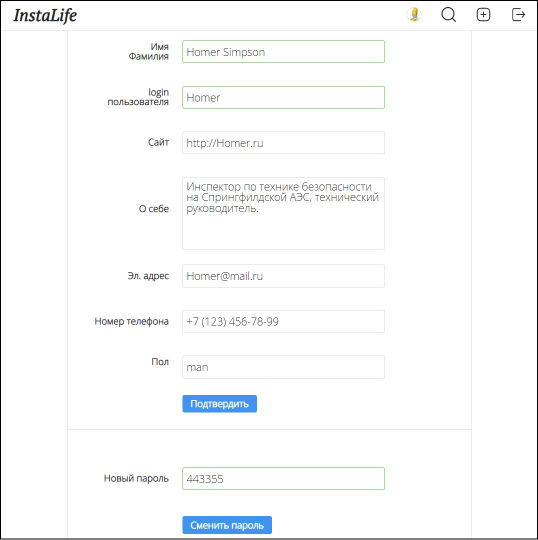 InstaLife
Имя
Фамилия
Homer Simpson
login
пользователя
Homer
Сайт
http://Homer.ru
О себе
Инспектор по технике безопасности
на Спрингфилдской АЭС, технический
руководитель.
Эл. адрес
Homer@mail.ru
Номер телефона
+7 (123) 456-78-99
Пол
man
Подтвердить
Новый пароль
443355
Сменить пароль